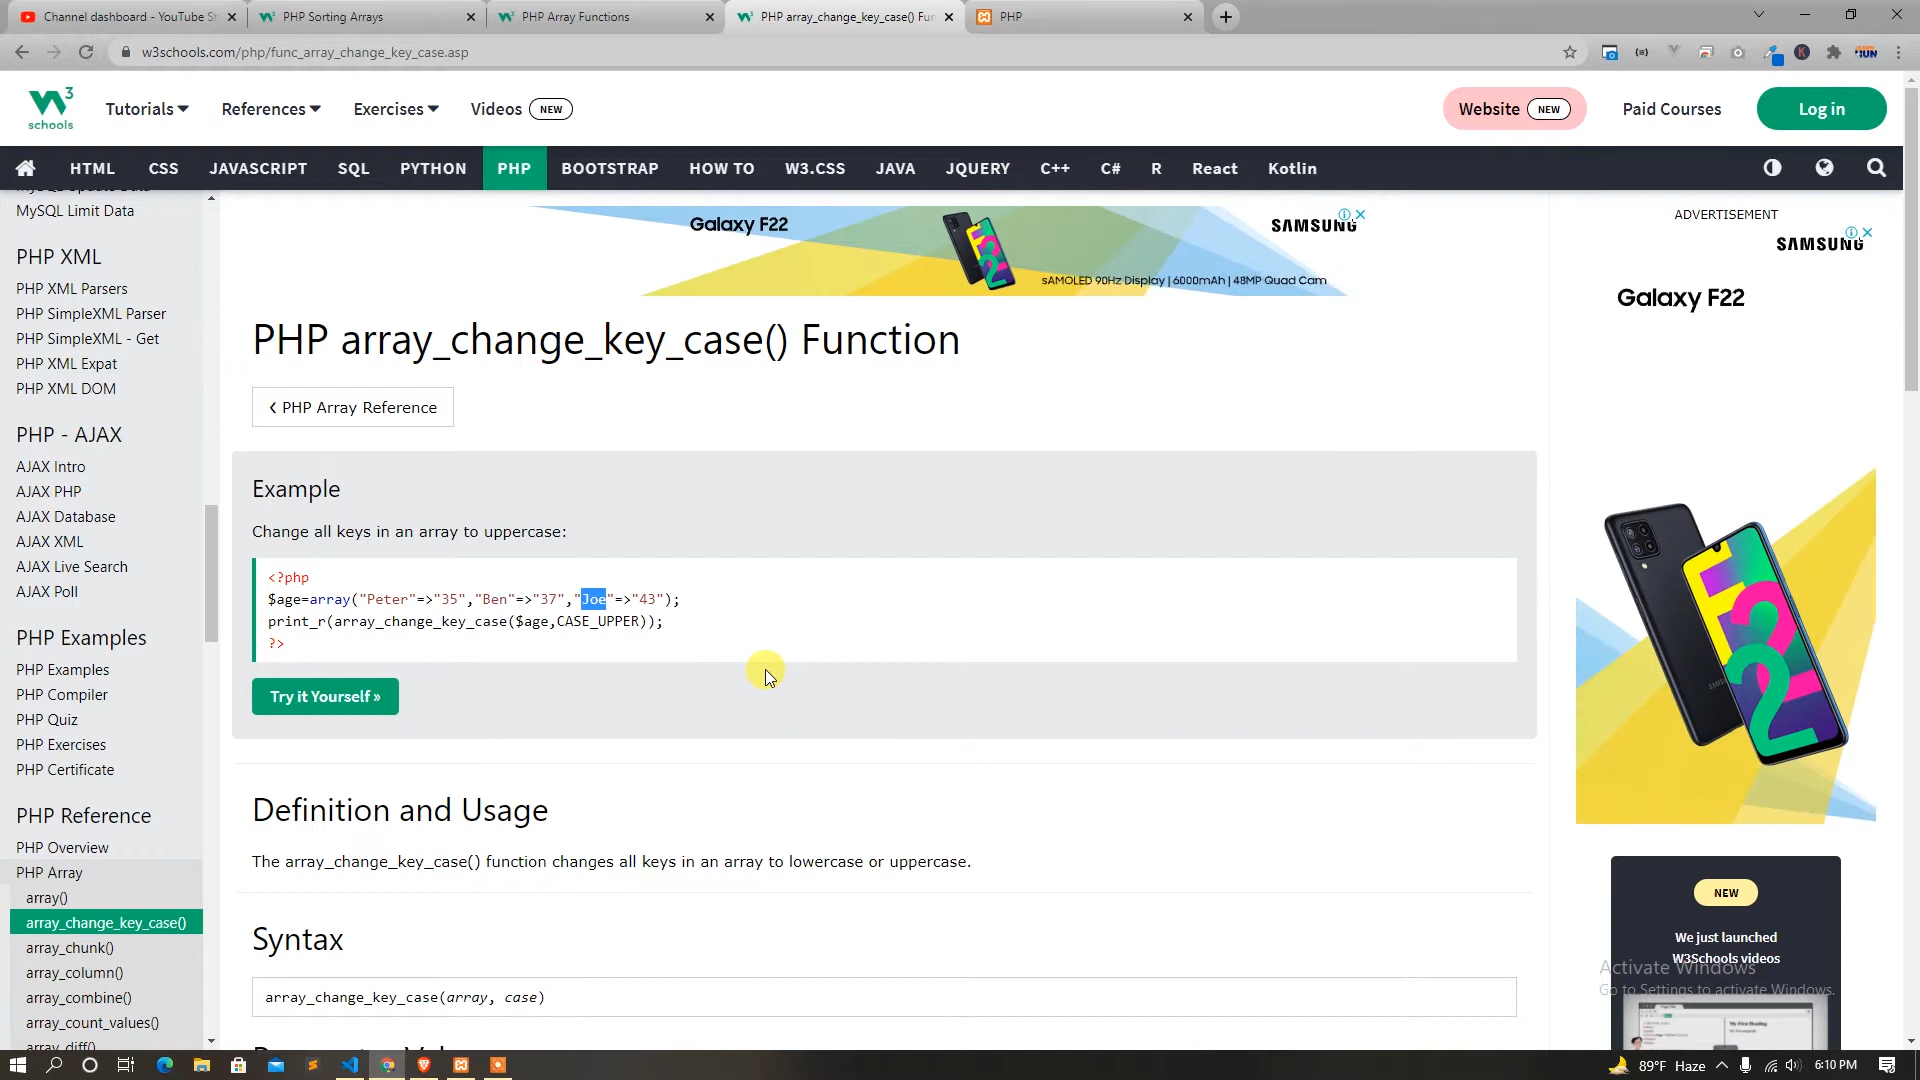 Channel dashboard - YouTube St
PHP Sorting Arrays
PHP Array Functions
PHP array_change_key_case() Fun
PHP
w3schools.com/php/func_array_change_key_case.asp
schools
Tutorials
References
Exercises
Videos NEW
Website NEW
Paid Courses
Log in
HTML
CSS
JAVASCRIPT
SQL
PYTHON
PHP
BOOTSTRAP
HOW TO
W3.CSS
JAVA
JQUERY
C++
C#
R
React
Kotlin
MySQL Update Data
MySQL Limit Data
PHP XML
PHP XML Parsers
PHP SimpleXML Parser
PHP SimpleXML - Get
PHP XML Expat
PHP XML DOM
PHP - AJAX
AJAX Intro
AJAX PHP
AJAX Database
AJAX XML
AJAX Live Search
AJAX Poll
PHP Examples
PHP Examples
PHP Compiler
PHP Quiz
PHP Exercises
PHP Certificate
PHP Reference
PHP Overview
PHP Array
array()
array_change_key_case()
array_chunk()
array_column()
array_combine()
array_count_values()
array_diff()
Galaxy F22
SAMSUNG
sAMOLED 90Hz Display | 6000mAh | 48MP Quad Cam
PHP array_change_key_case() Function
❮ PHP Array Reference
Example
Change all keys in an array to uppercase:
<?php
$age=array("Peter"=>"35","Ben"=>"37","Joe"=>"43");
print_r(array_change_key_case($age,CASE_UPPER));
?>
Try it Yourself »
Definition and Usage
The array_change_key_case() function changes all keys in an array to lowercase or uppercase.
Syntax
array_change_key_case(array, case)
ADVERTISEMENT
SAMSUNG
Galaxy F22
NEW
We just launched
W3Schools videos
Activate Windows
Go to Settings to activate Windows.
89°F Haze
6:10 PM